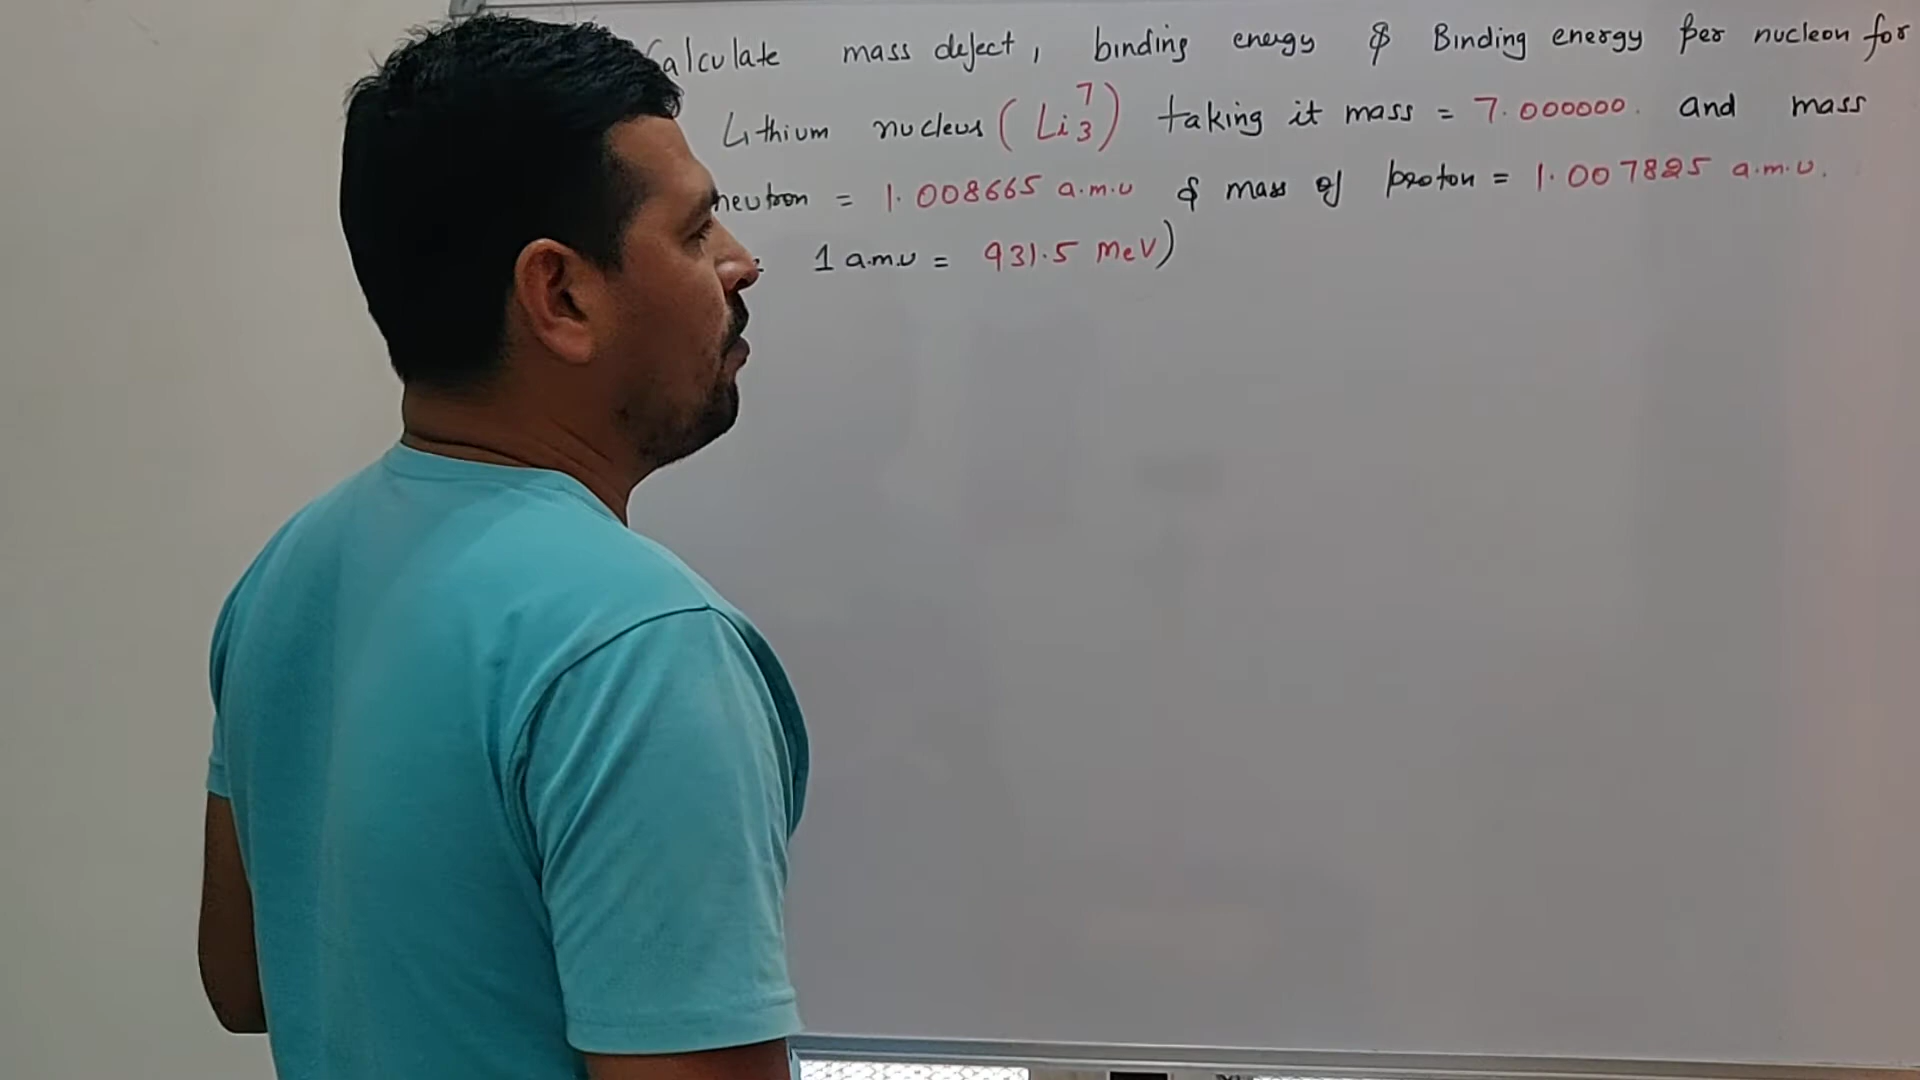 Calculate mass defect, binding energy & Binding energy per nucleon for
Lithium nucleus (Li 7 3) taking it mass = 7.000000. and mass
neutron = 1.008665 a.m.u & mass of proton = 1.007825 a.m.u.
1 a.m.u = 931.5 MeV)